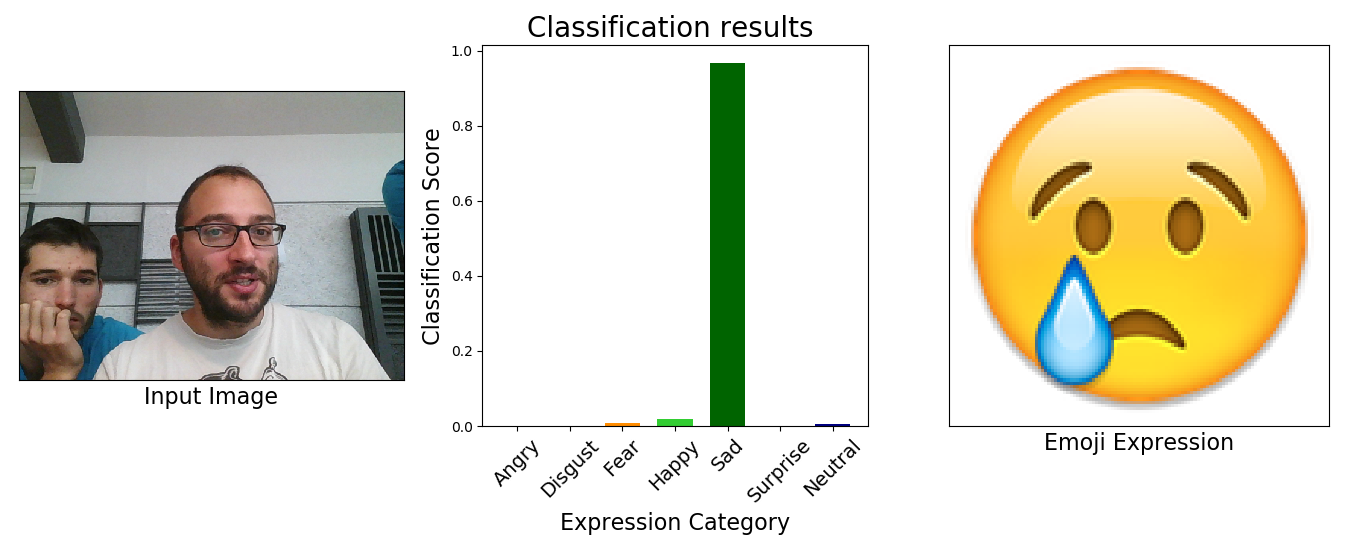 Classification results
1.0
0.8
0.6
0.4
0.2
0.0
Classification Score
Angry
Disgust
Fear
Happy
Sad
Surprise
Neutral
Expression Category
Input Image
Emoji Expression